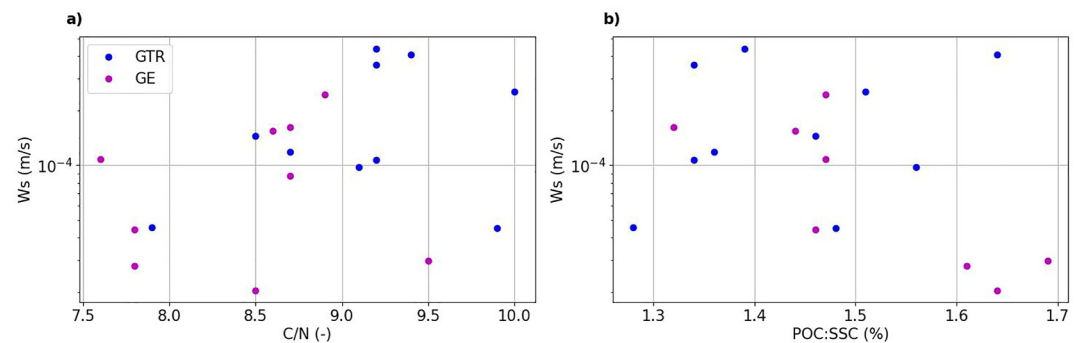 a)
GTR
GE
Ws (m/s)
10⁻⁴
7.5 8.0 8.5 9.0 9.5 10.0
C/N (-)
b)
Ws (m/s)
10⁻⁴
1.3 1.4 1.5 1.6 1.7
POC:SSC (%)